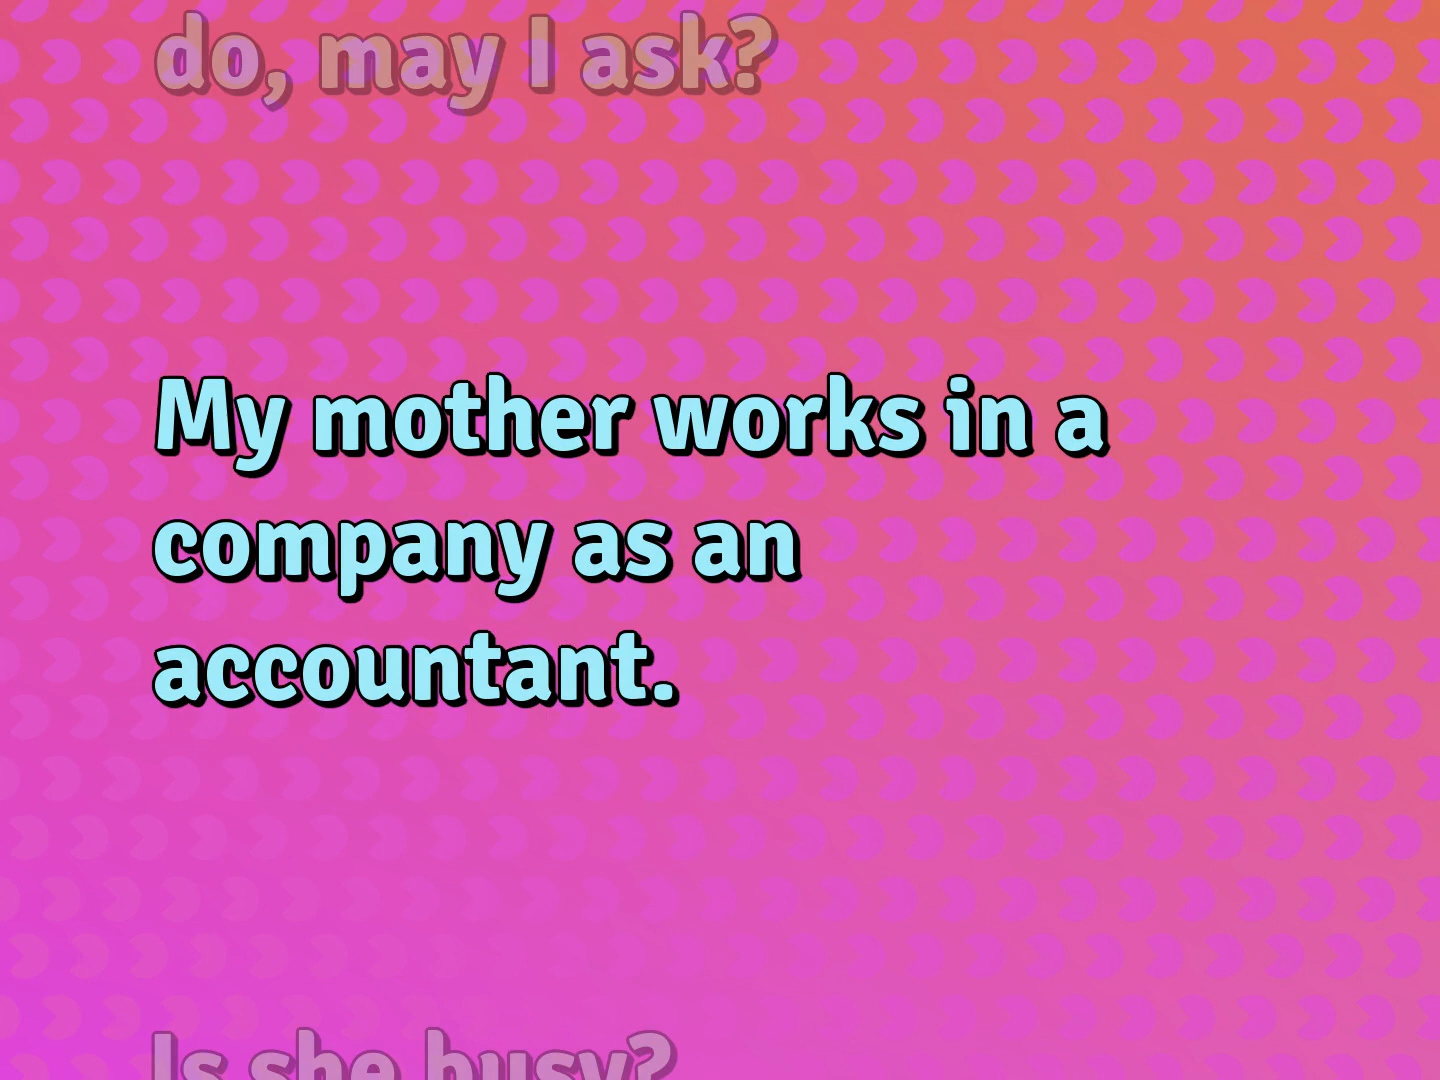 do, may I ask?
My mother works in a
company as an
accountant.
Is she busy?